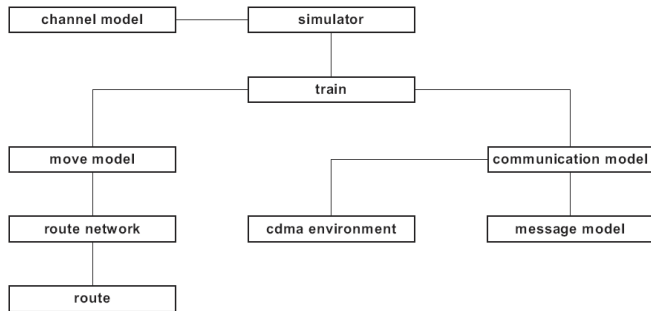 channel model
simulator
train
move model
communication model
route network
cdma environment
message model
route